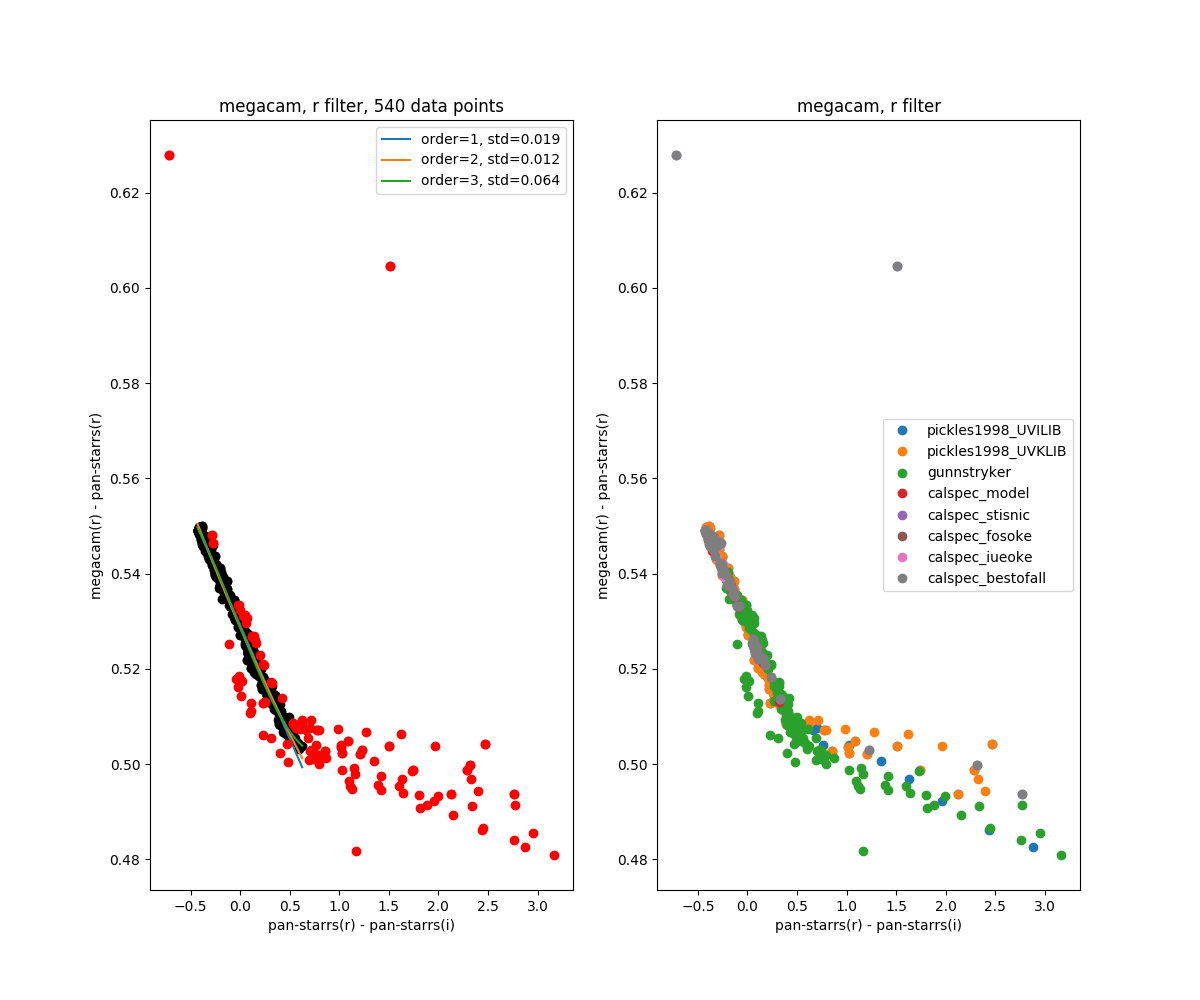 megacam, r filter, 540 data points
order=1, std=0.019
order=2, std=0.012
order=3, std=0.064
0.62
0.60
0.58
0.56
0.54
0.52
0.50
0.48
megacam(r) - pan-starrs(r)
−0.5 0.0 0.5 1.0 1.5 2.0 2.5 3.0
pan-starrs(r) - pan-starrs(i)
megacam, r filter
pickles1998_UVILIB
pickles1998_UVKLIB
gunnstryker
calspec_model
calspec_stisnic
calspec_fosoke
calspec_iueoke
calspec_bestofall
0.62
0.60
0.58
0.56
0.54
0.52
0.50
0.48
megacam(r) - pan-starrs(r)
−0.5 0.0 0.5 1.0 1.5 2.0 2.5 3.0
pan-starrs(r) - pan-starrs(i)